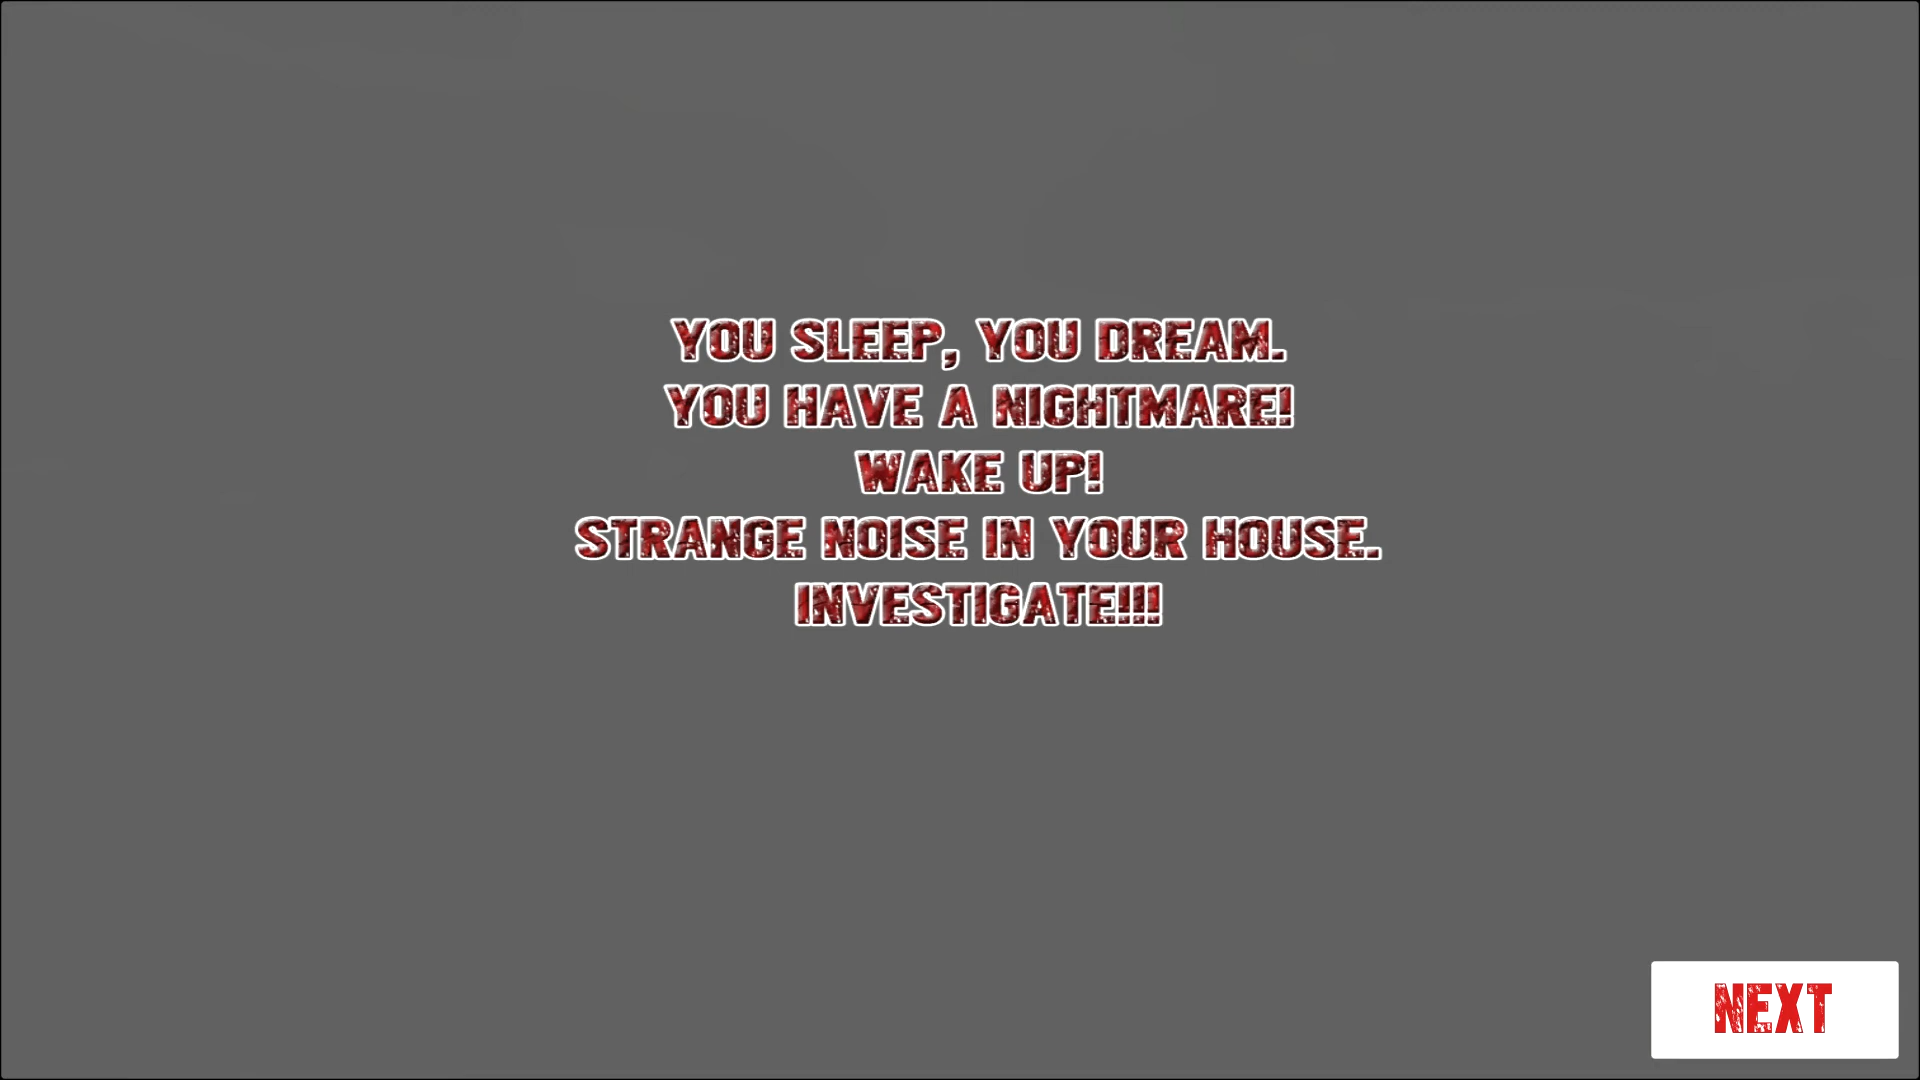 YOU SLEEP, YOU DREAM.
YOU HAVE A NIGHTMARE!
WAKE UP!
STRANGE NOISE IN YOUR HOUSE.
INVESTIGATE!!!
NEXT